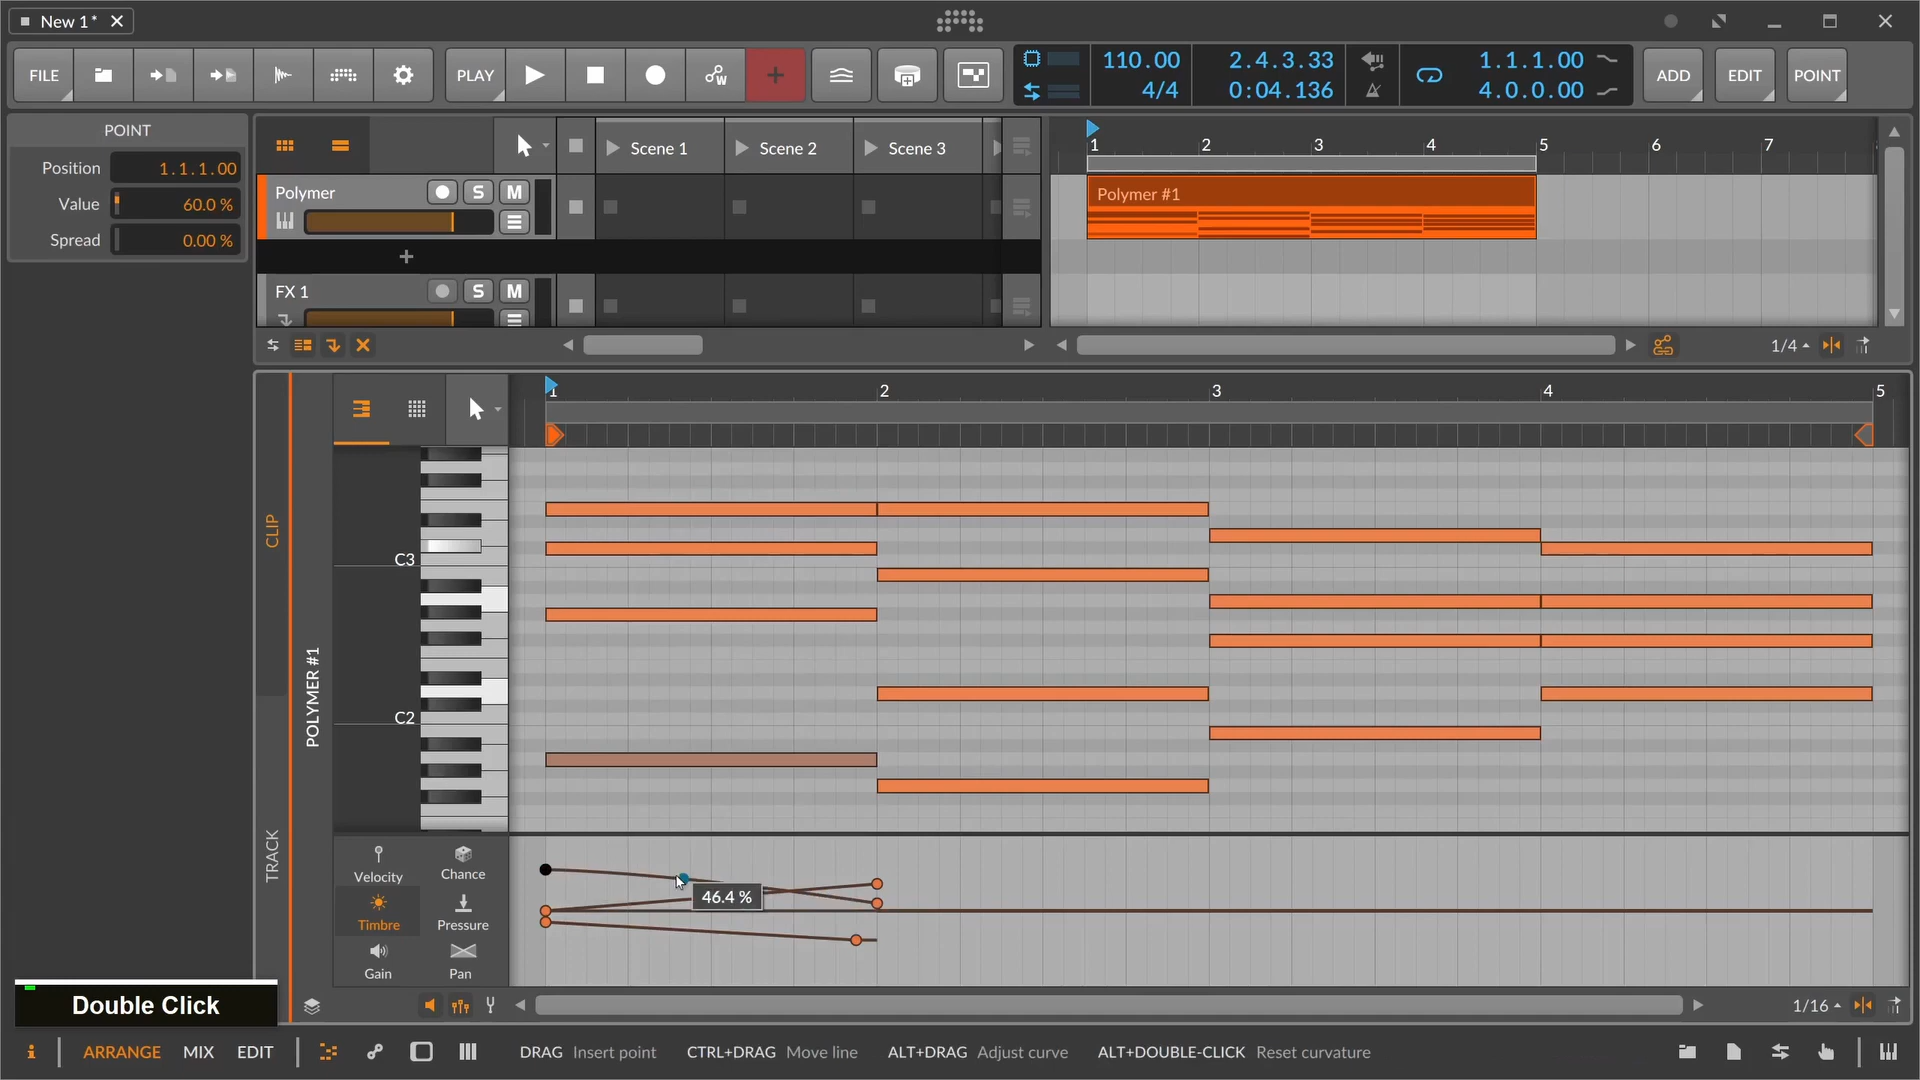 New 1*
FILE
PLAY
110.00
4/4
2.4.3.33
0:04.136
1.1.1.00
4.0.0.00
ADD
EDIT
POINT
POINT
Position 1.1.1.00
Value 60.0 %
Spread 0.00 %
Scene 1
Scene 2
Scene 3
Polymer
S M
FX 1
S M
1 2 3 4 5 6 7
Polymer #1
1/4
CLIP
TRACK
POLYMER #1
1 2 3 4 5
C3
C2
Velocity
Chance
Timbre
Pressure
Gain
Pan
46.4 %
1/16
Double Click
i
ARRANGE MIX EDIT
DRAG Insert point CTRL+DRAG Move line ALT+DRAG Adjust curve ALT+DOUBLE-CLICK Reset curvature